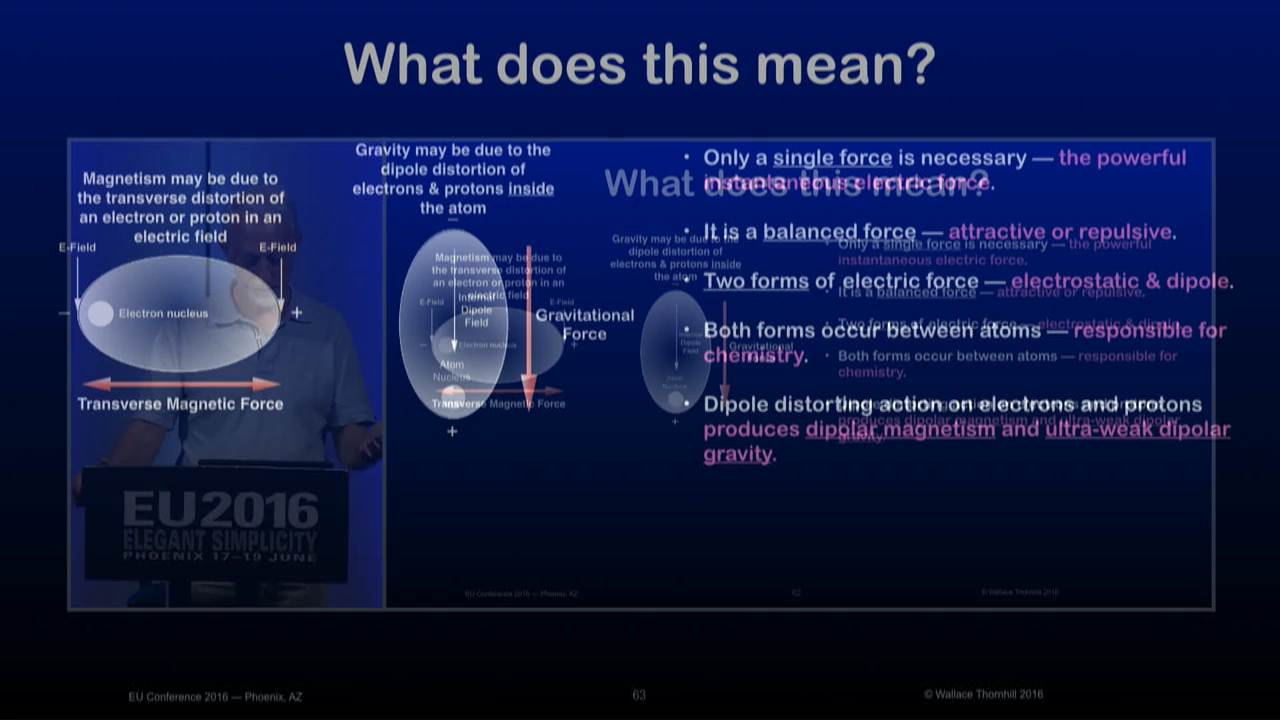 What does this mean?
Magnetism may be due to
the transverse distortion of
an electron or proton in an
electric field
E-Field
E-Field
−
Electron nucleus
+
Transverse Magnetic Force
Gravity may be due to the
dipole distortion of
electrons & protons inside
the atom
−
Internal
Dipole
Field
Atom
Nucleus
+
Gravitational
Force
• Only a single force is necessary — the powerful
instantaneous electric force.
• It is a balanced force — attractive or repulsive.
• Two forms of electric force — electrostatic & dipole.
• Both forms occur between atoms — responsible for
chemistry.
• Dipole distorting action on electrons and protons
produces dipolar magnetism and ultra-weak dipolar
gravity.
What does this mean?
Magnetism may be due to
the transverse distortion of
an electron or proton in an
electric field
E-Field
E-Field
Electron nucleus
+
Transverse Magnetic Force
Gravity may be due to the
dipole distortion of
electrons & protons inside
the atom
Dipole
Field
Gravitational
+
• Only a single force is necessary — the powerful
instantaneous electric force.
• It is a balanced force — attractive or repulsive.
Two forms of electric force — electrostatic & dipole.
• Both forms occur between atoms — responsible for
chemistry.
produces dipolar magnetism and ultra-weak dipolar
gravity.
EU2016
ELEGANT SIMPLICITY
PHOENIX 17–19 JUNE
EU Conference 2016 — Phoenix, AZ
62
© Wallace Thornhill 2016
EU Conference 2016 — Phoenix, AZ
63
© Wallace Thornhill 2016